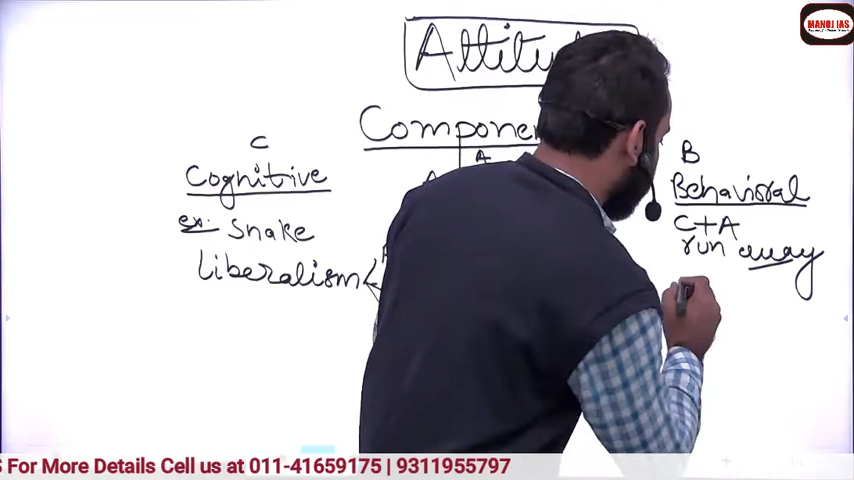 MANOJ IAS
Attitu
Componen
C
A
B
Cognitive
A
Behavioral
ex. Snake
C+A
run away
liberalism <
S For More Details Cell us at 011-41659175 | 9311955797